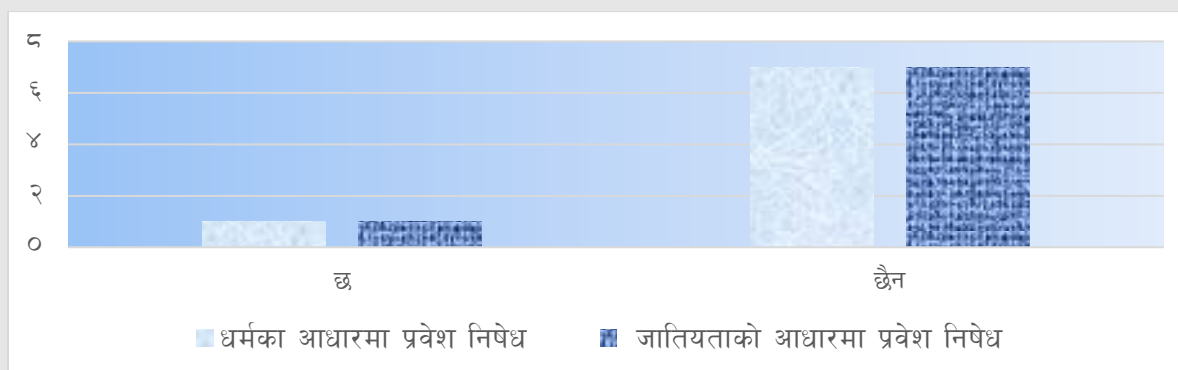 ८
६
४
२
०
छ छैन
धर्मका आधारमा प्रवेश निषेध जातियताको आधारमा प्रवेश निषेध